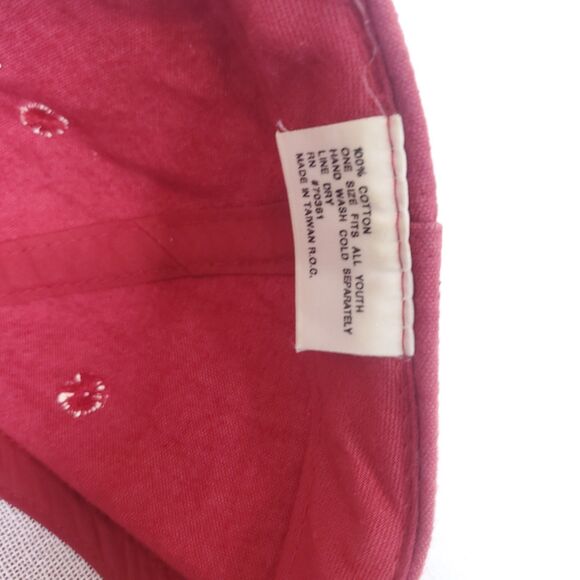 100% COTTON
ONE SIZE FITS ALL YOUTH
HAND WASH COLD SEPARATELY
LINE DRY
RN #70361
MADE IN TAIWAN R.O.C.